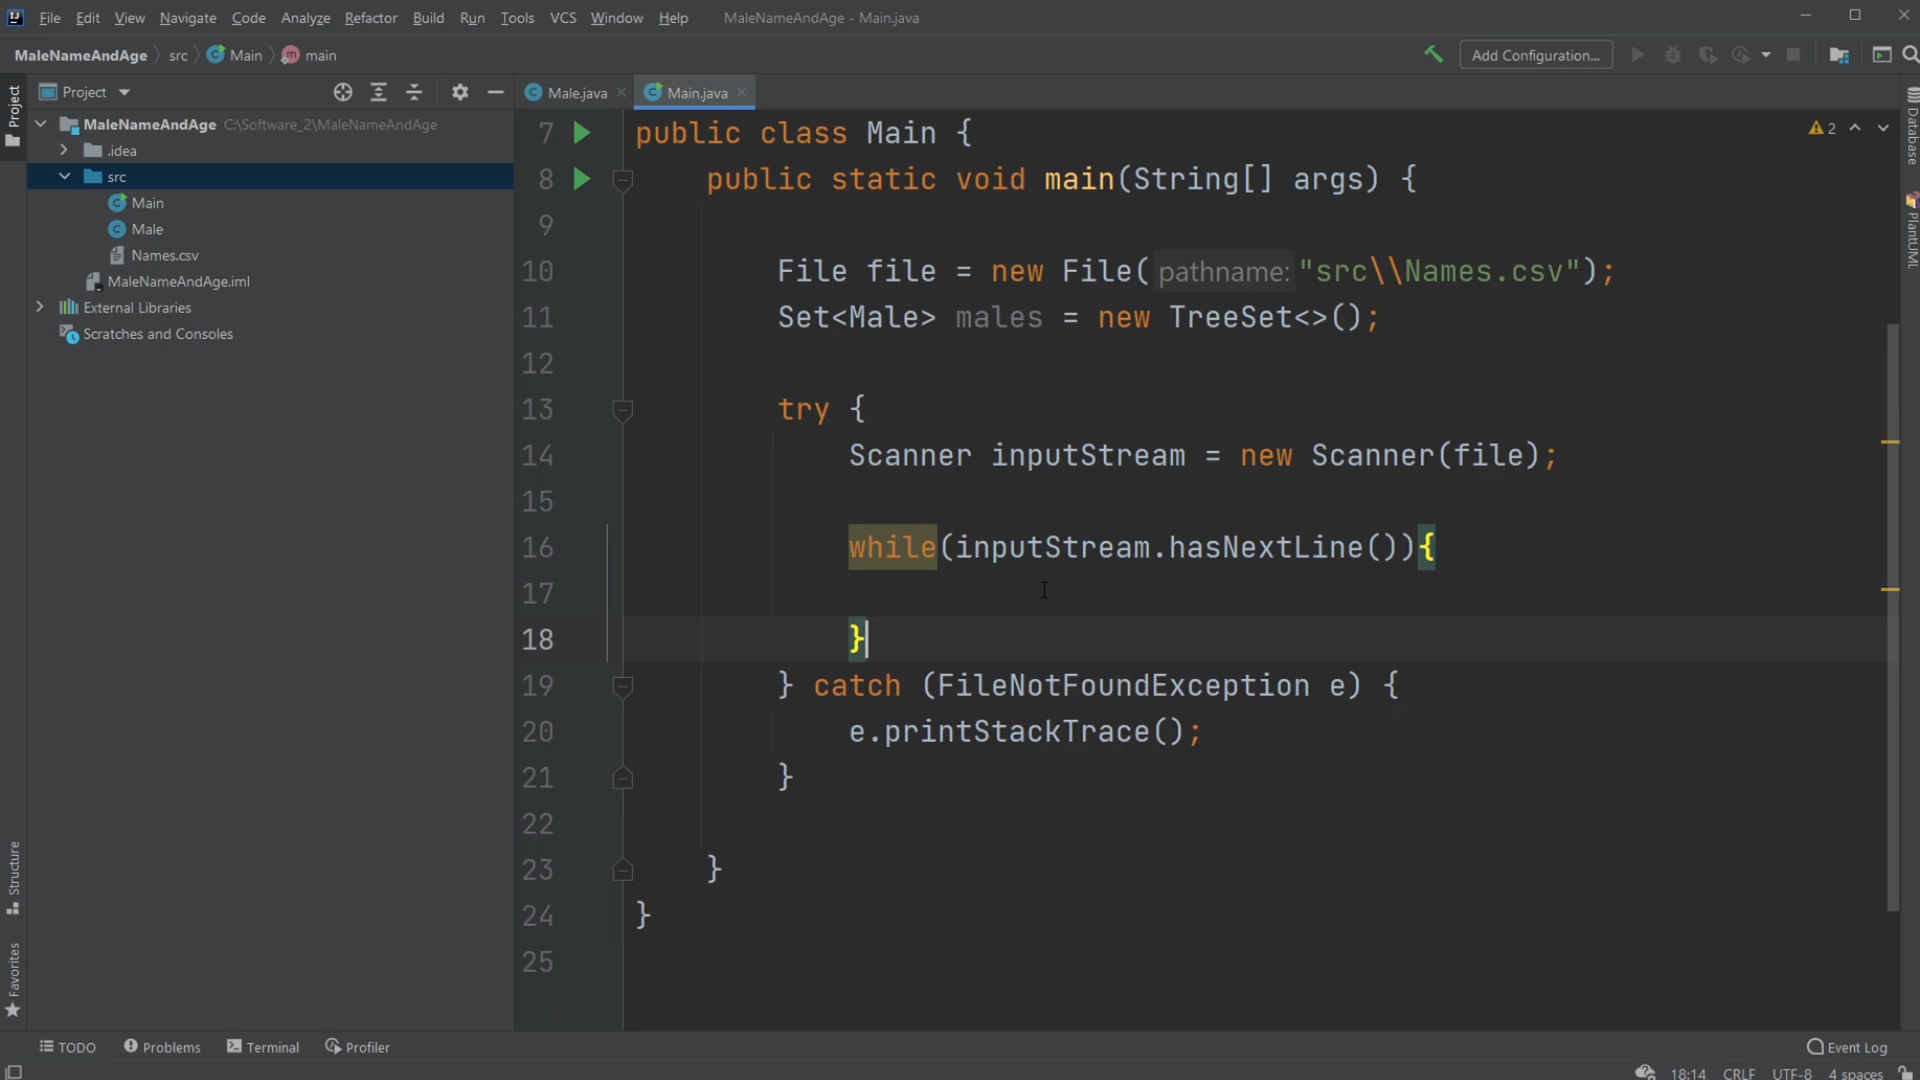 File Edit View Navigate Code Analyze Refactor Build Run Tools VCS Window Help MaleNameAndAge - Main.java
MaleNameAndAge src Main main Add Configuration...
Project Male.java Main.java
Project
MaleNameAndAge C:\Software_2\MaleNameAndAge
.idea
src
Main
Male
Names.csv
MaleNameAndAge.iml
External Libraries
Scratches and Consoles
Structure
Favorites
2
7 public class Main {
8 public static void main(String[] args) {
9
10 File file = new File( pathname: "src\\Names.csv");
11 Set<Male> males = new TreeSet<>();
12
13 try {
14 Scanner inputStream = new Scanner(file);
15
16 while(inputStream.hasNextLine()){
17
18 }
19 } catch (FileNotFoundException e) {
20 e.printStackTrace();
21 }
22
23 }
24 }
25
Database
PlantUML
TODO Problems Terminal Profiler Event Log
18:14 CRLF UTF-8 4 spaces